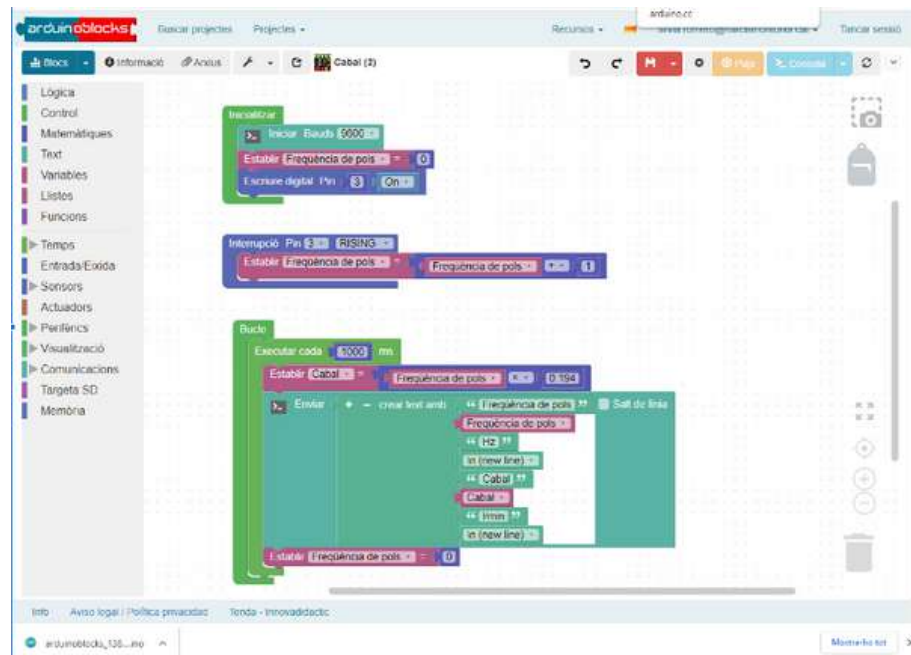 arduino.cc
arduinoblocks
Buscar projectes
Projectes
Recursos
Tancar sessió
Blocs
Informació
Arxius
Cabal (2)
Lògica
Control
Matemàtiques
Text
Variables
Llistes
Funcions
Temps
Entrada/Eixida
Sensors
Actuadors
Perifèrics
Visualització
Comunicacions
Targeta SD
Memòria
Inicialitzar
Iniciar Bauds 9600
Establir Freqüència de pols = 0
Escriure digital Pin 3 On
Interrupció Pin 3 RISING
Establir Freqüència de pols = Freqüència de pols + 1
Bucle
Executar cada 1000 ms
Establir Cabal = Freqüència de pols × 0.194
Enviar + - crear text amb “ Freqüència de pols ” Salt de línia
Freqüència de pols
“ Hz ”
\n (new line)
“ Cabal ”
Cabal
“ l/min ”
\n (new line)
Establir Freqüència de pols = 0
Info
Aviso legal / Política privacidad
Tenda - Innovadidactic
arduinoblocks_136....ino
Mostra-ho tot